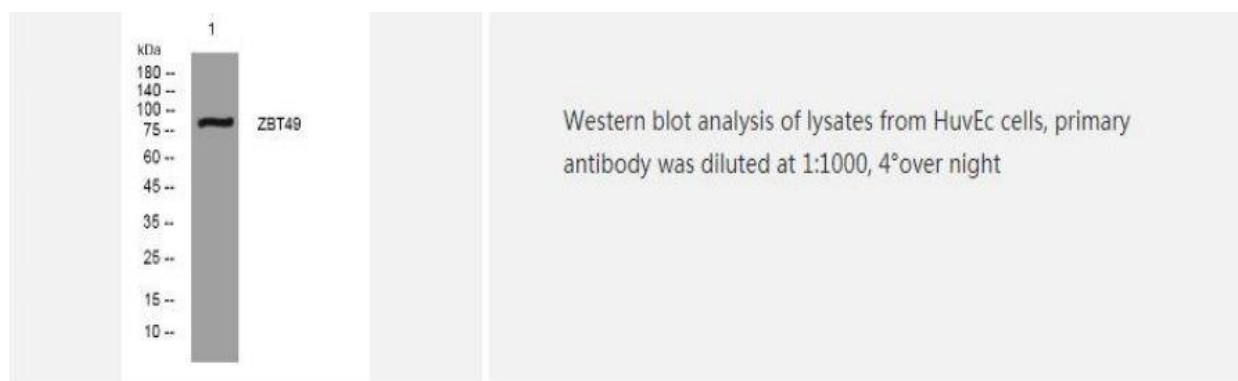 1
kDa
180 --
140 --
100 --
75 --
ZBT49
60 --
45 --
35 --
25 --
15 --
10 --
Western blot analysis of lysates from HuvEc cells, primary
antibody was diluted at 1:1000, 4°over night